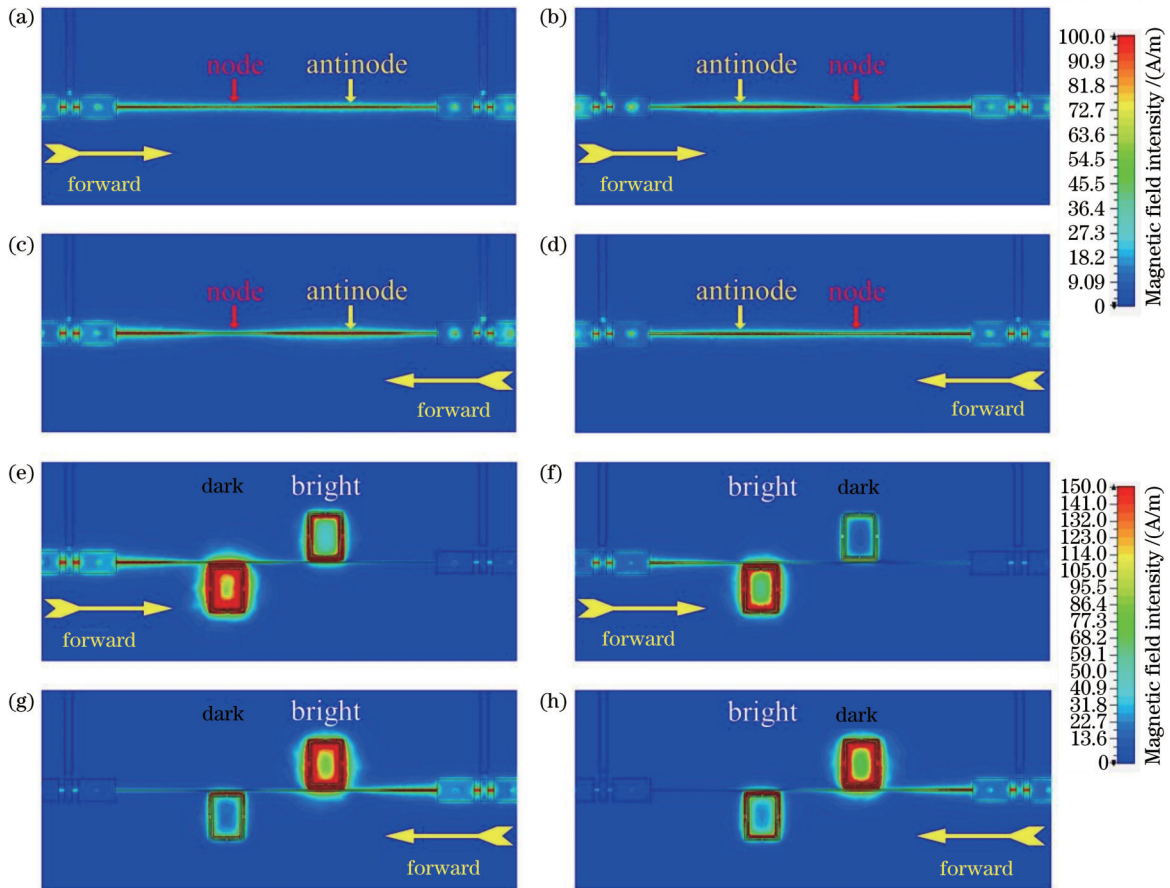 (a)
node
antinode
forward
(b)
antinode
node
forward
100.0
90.9
81.8
72.7
63.6
54.5
45.5
36.4
27.3
18.2
9.09
0
Magnetic field intensity /(A/m)
(c)
node
antinode
forward
(d)
antinode
node
forward
(e)
dark
bright
forward
(f)
bright
dark
forward
150.0
141.0
132.0
123.0
114.0
105.0
95.5
86.4
77.3
68.2
59.1
50.0
40.9
31.8
22.7
13.6
0
Magnetic field intensity /(A/m)
(g)
dark
bright
forward
(h)
bright
dark
forward